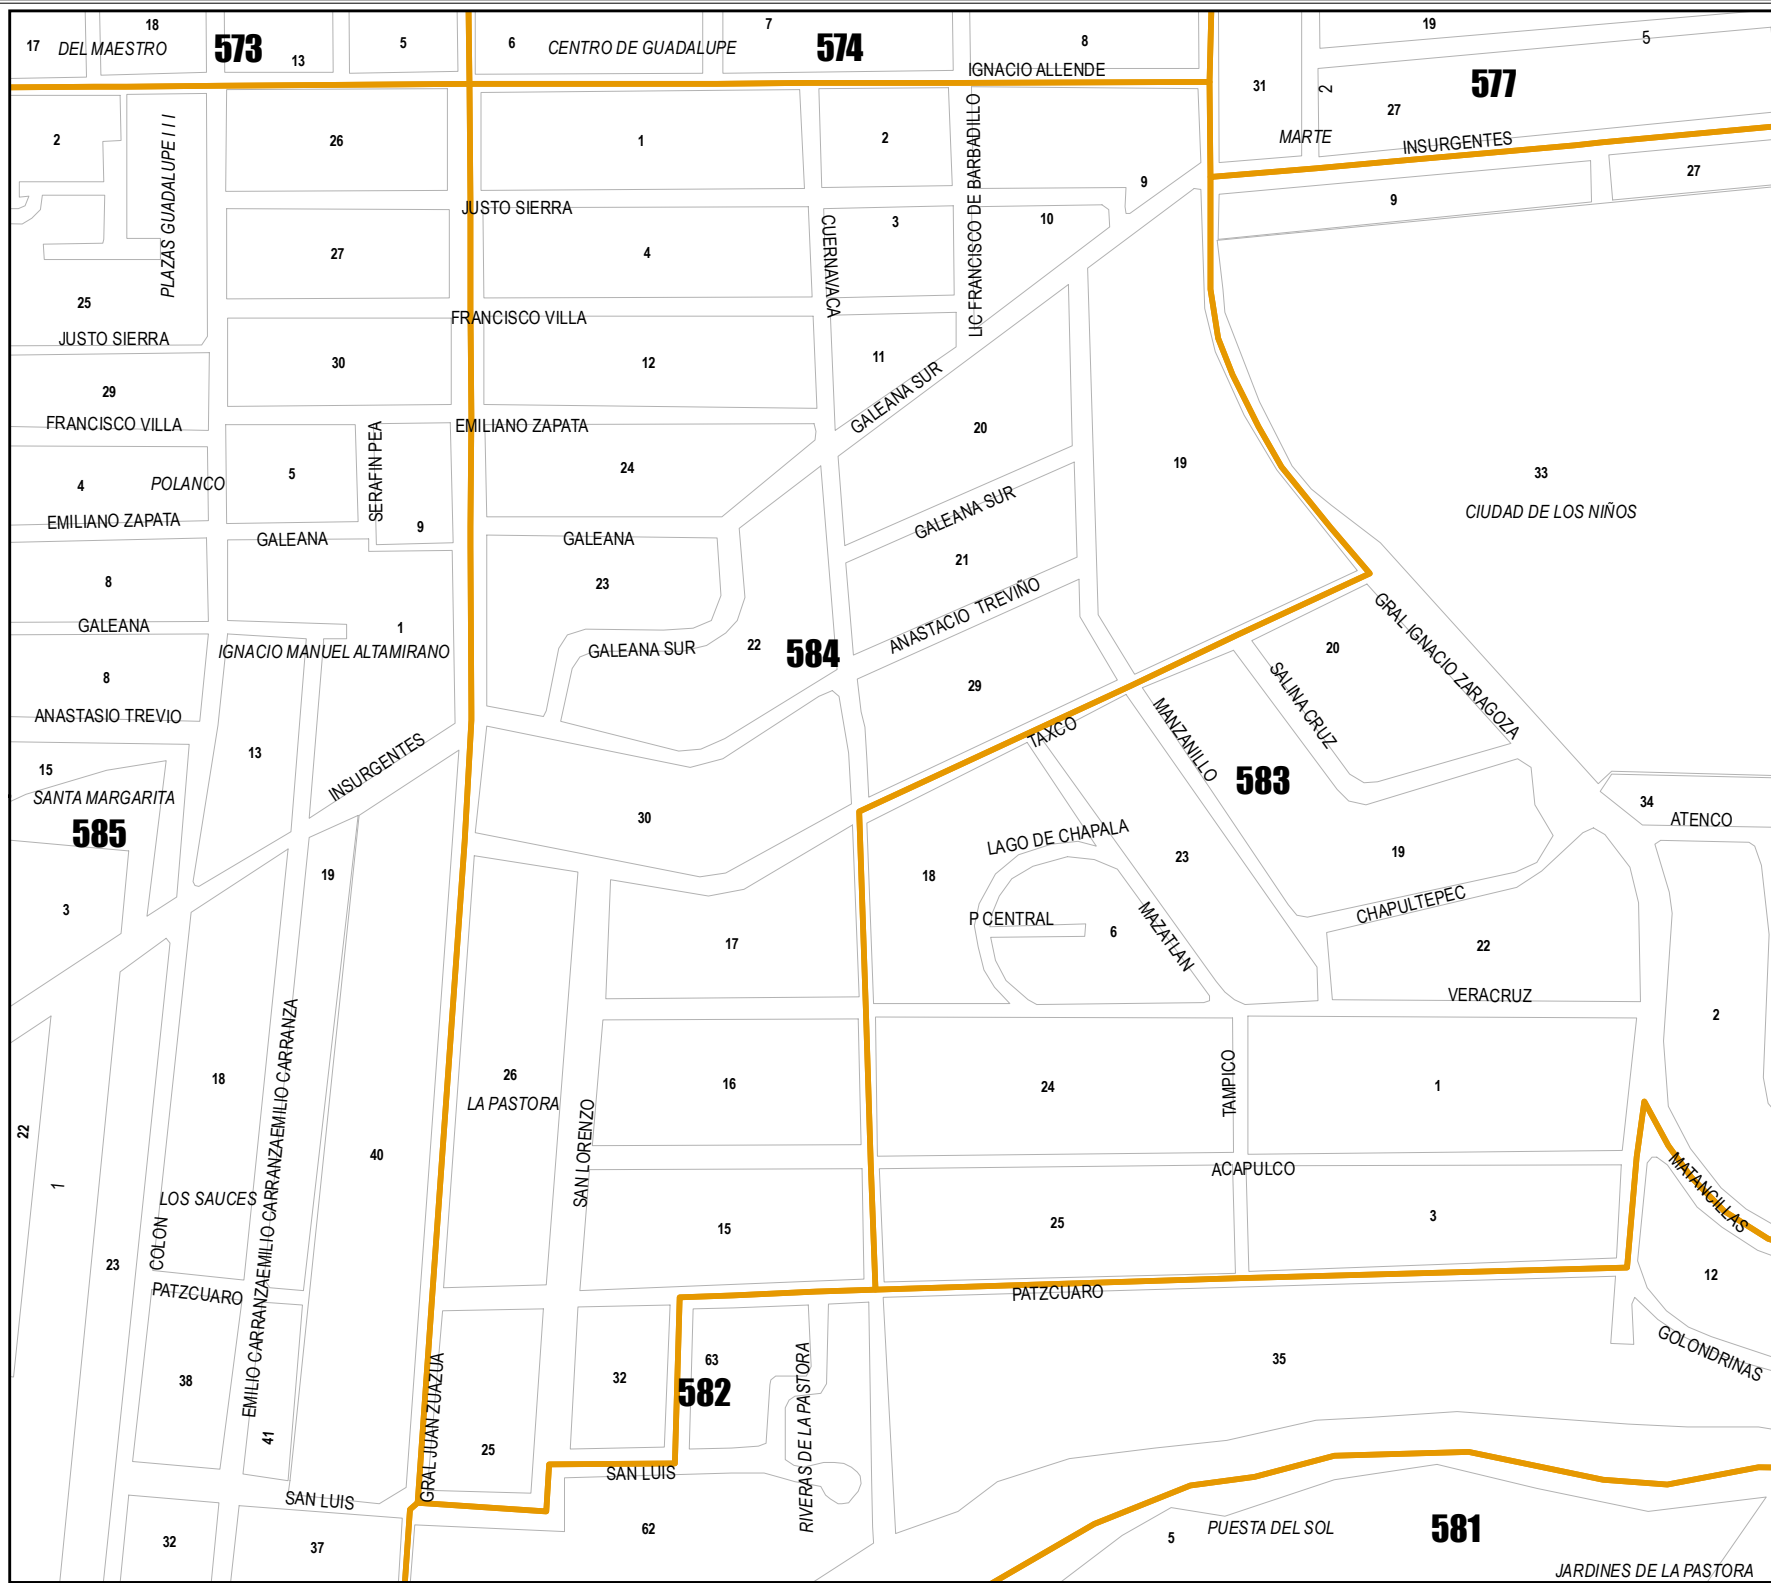 18
17
DEL MAESTRO
573
13
5
6
CENTRO DE GUADALUPE
7
574
8
IGNACIO ALLENDE
19
5
577
31
2
27
MARTE
INSURGENTES
27
9
2
PLAZAS GUADALUPE I I I
26
1
2
LIC FRANCISCO DE BARBADILLO
9
JUSTO SIERRA
27
4
CUERNAVACA
3
10
25
FRANCISCO VILLA
JUSTO SIERRA
30
12
11
GALEANA SUR
29
FRANCISCO VILLA
SERAFIN PEA
EMILIANO ZAPATA
20
19
33
CIUDAD DE LOS NIÑOS
4
POLANCO
5
24
EMILIANO ZAPATA
9
GALEANA
GALEANA
GALEANA SUR
21
8
23
ANASTACIO TREVIÑO
GALEANA
1
IGNACIO MANUEL ALTAMIRANO
GALEANA SUR
22
584
29
8
ANASTASIO TREVIO
13
INSURGENTES
15
SANTA MARGARITA
585
30
TAXCO
MANZANILLO
SALINA CRUZ
20
GRAL IGNACIO ZARAGOZA
583
34
ATENCO
LAGO DE CHAPALA
18
23
19
P CENTRAL
6
MAZATLAN
CHAPULTEPEC
22
VERACRUZ
3
19
17
2
18
EMILIO CARRANZAEMILIO CARRANZAEMILIO CARRANZAEMILIO CARRANZA
26
LA PASTORA
16
24
TAMPICO
1
22
1
40
SAN LORENZO
ACAPULCO
MATANCILLAS
LOS SAUCES
COLON
15
25
3
23
12
PATZCUARO
PATZCUARO
GOLONDRINAS
38
41
GRAL JUAN ZUAZUA
32
63
582
RIVERAS DE LA PASTORA
35
25
SAN LUIS
SAN LUIS
32
37
62
5
PUESTA DEL SOL
581
JARDINES DE LA PASTORA